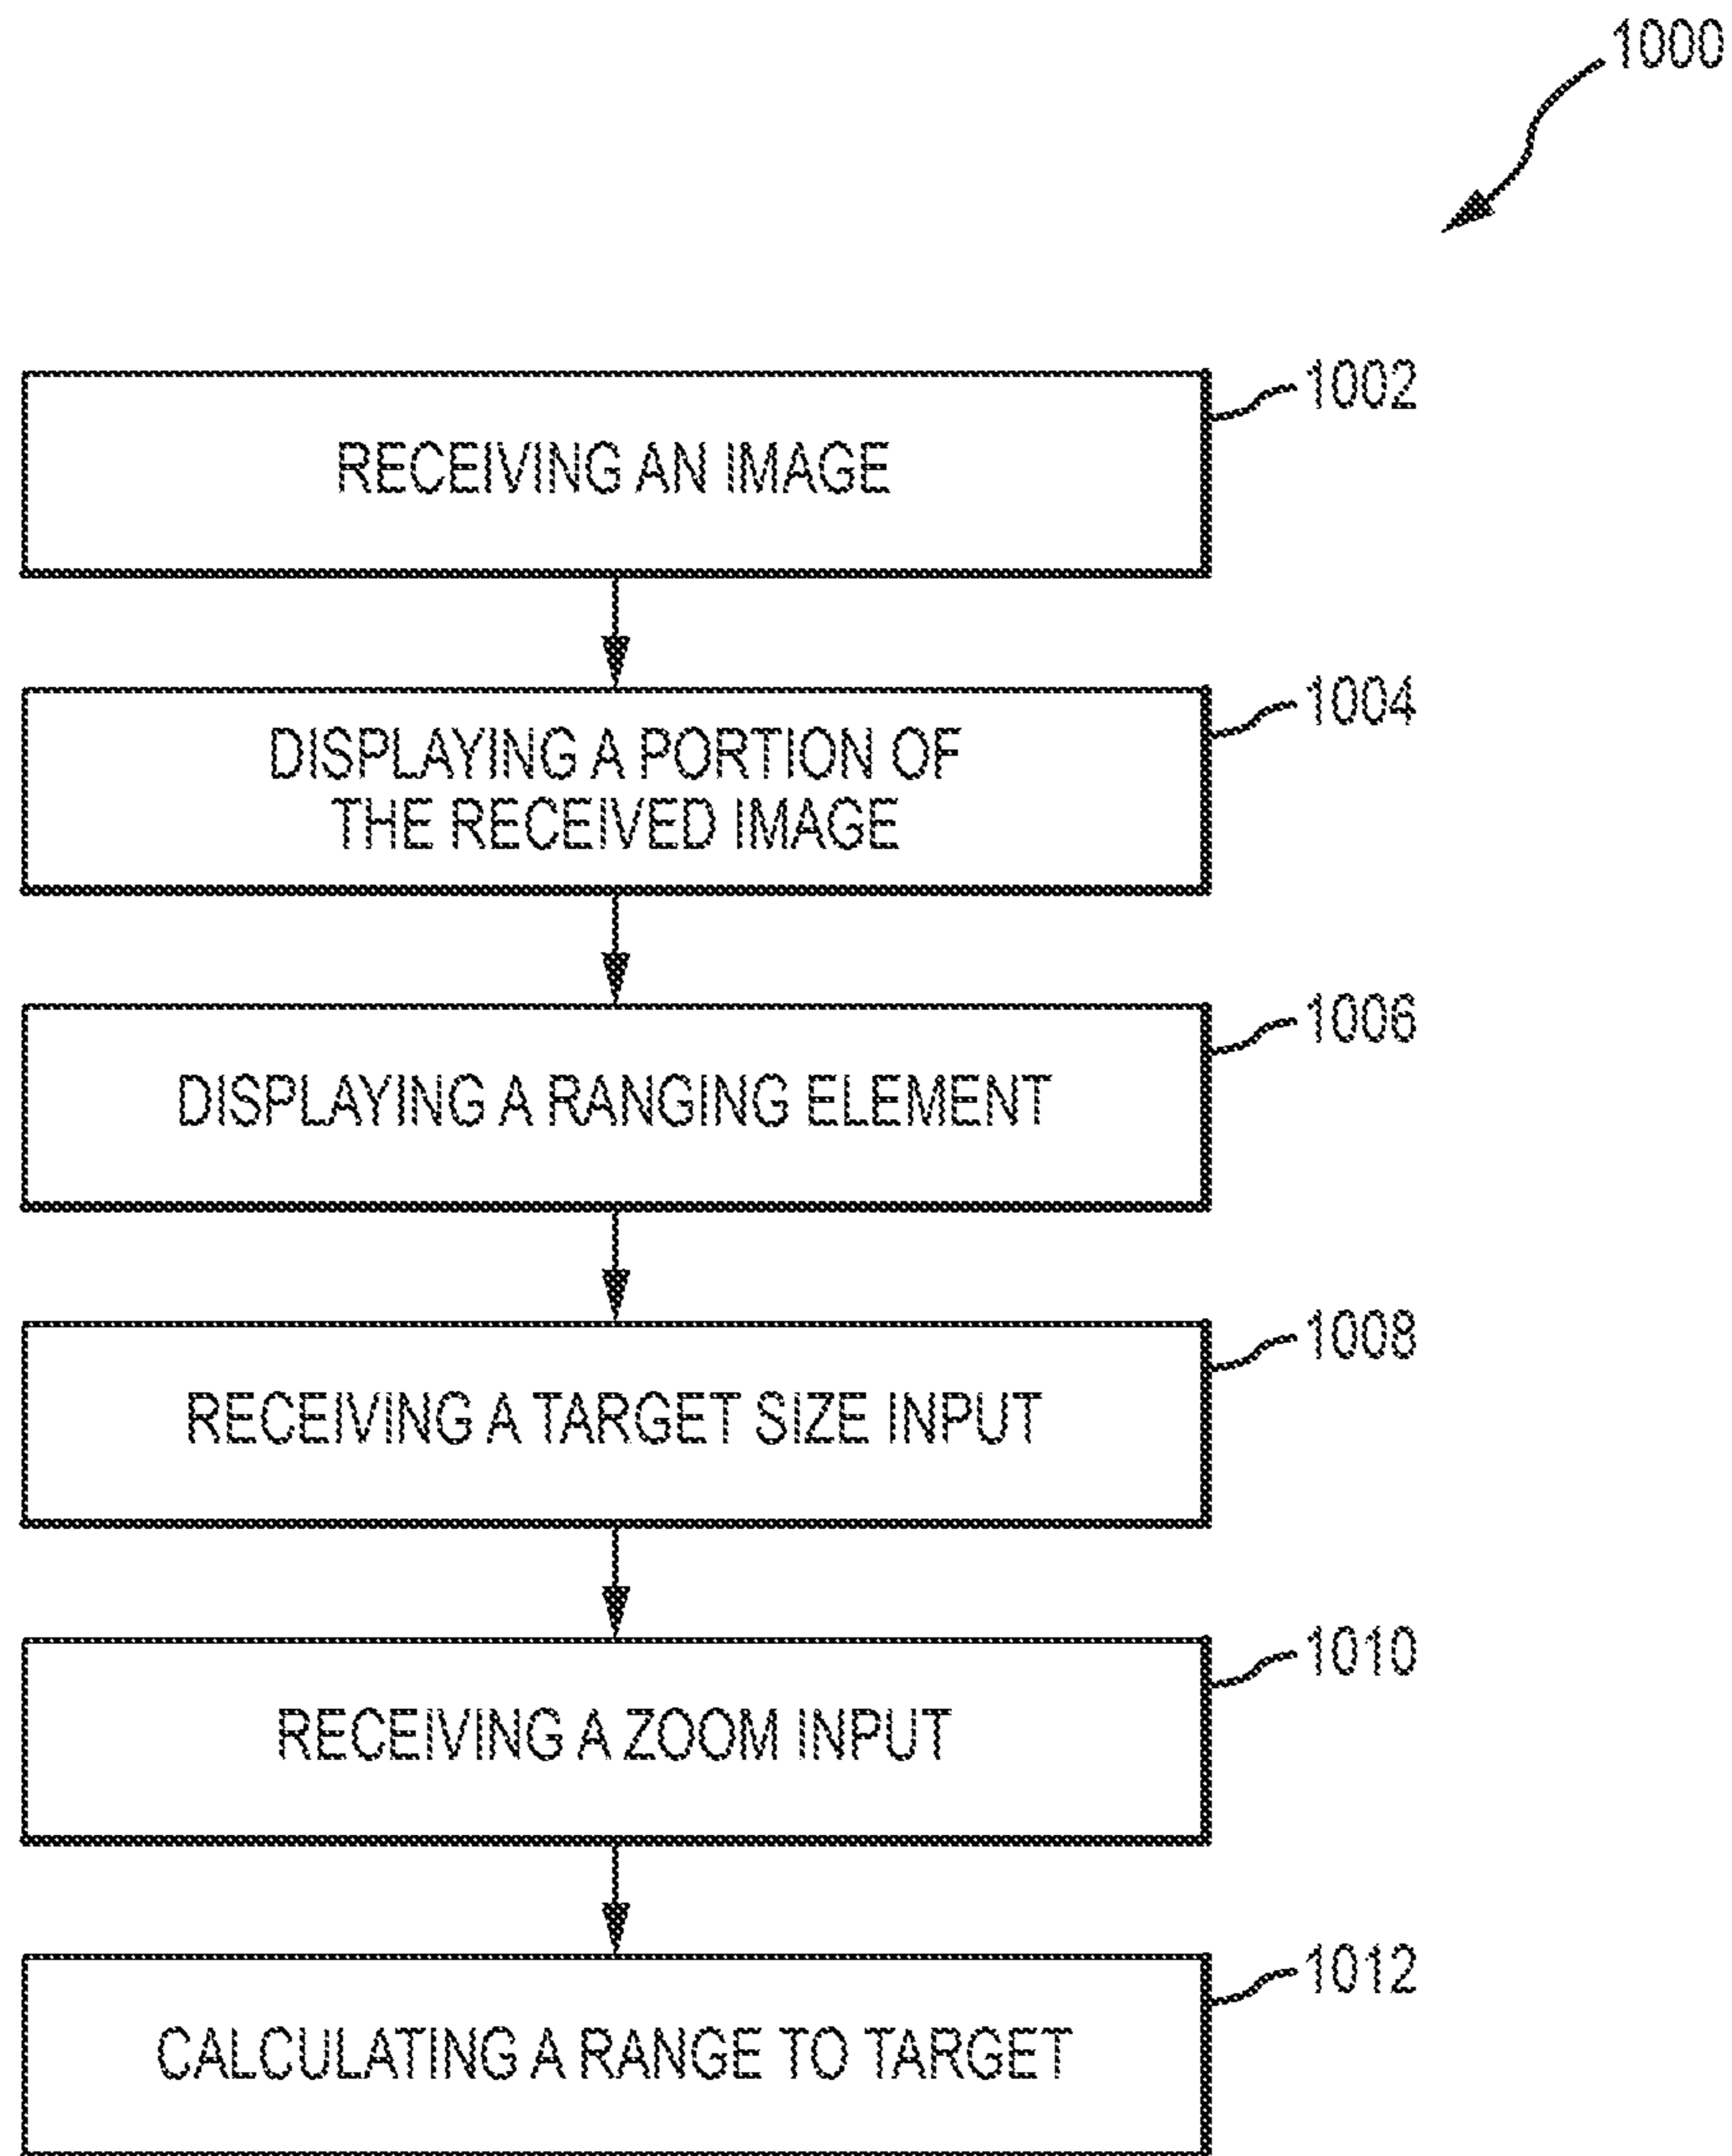 1000
RECEIVING AN IMAGE
1002
DISPLAYING A PORTION OF
THE RECEIVED IMAGE
1004
DISPLAYING A RANGING ELEMENT
1006
RECEIVING A TARGET SIZE INPUT
1008
RECEIVING A ZOOM INPUT
1010
CALCULATING A RANGE TO TARGET
1012